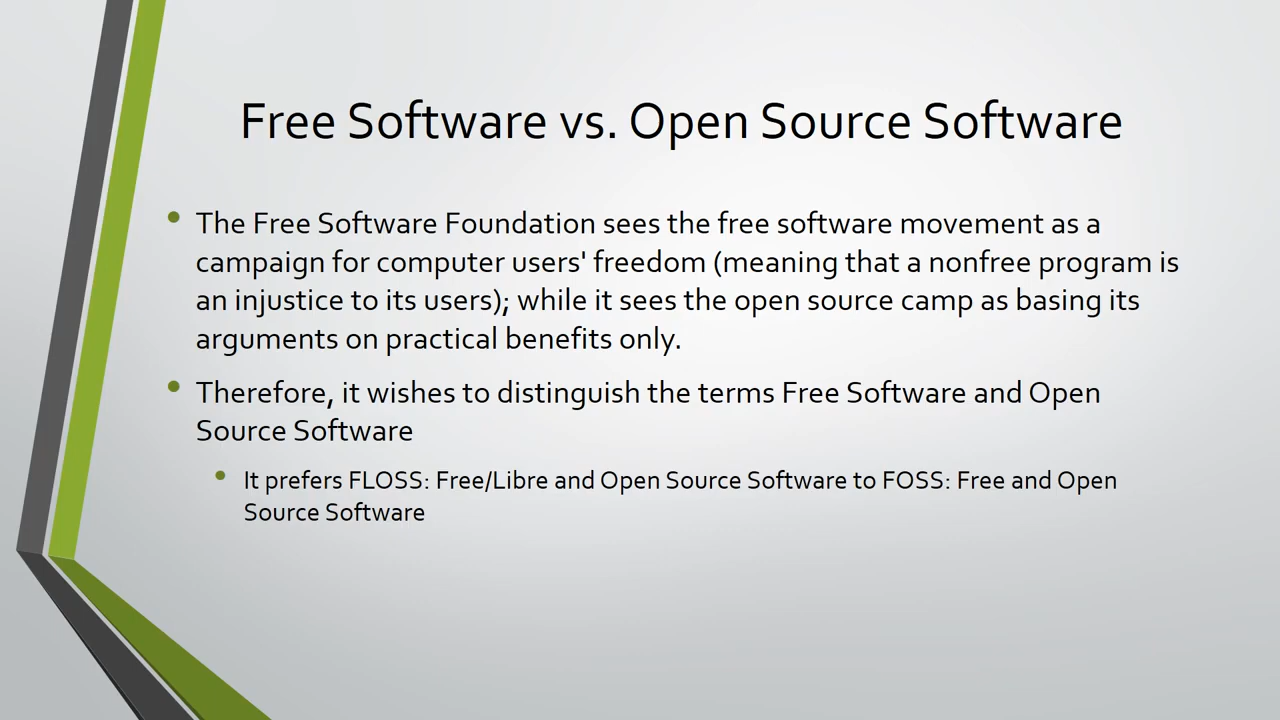 Free Software vs. Open Source Software
The Free Software Foundation sees the free software movement as a
campaign for computer users' freedom (meaning that a nonfree program is
an injustice to its users); while it sees the open source camp as basing its
arguments on practical benefits only.
Therefore, it wishes to distinguish the terms Free Software and Open
Source Software
It prefers FLOSS: Free/Libre and Open Source Software to FOSS: Free and Open
Source Software